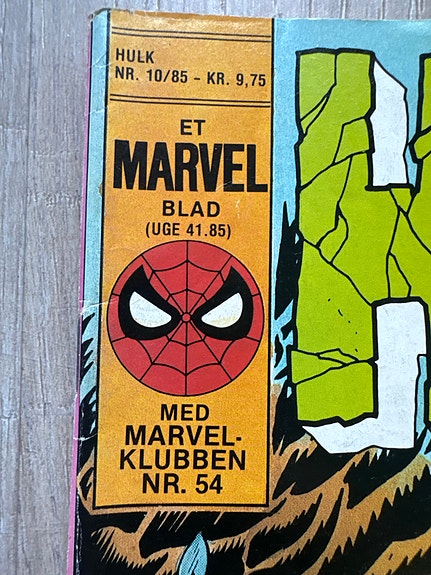 HULK
NR. 10/85 - KR. 9,75
ET
MARVEL
BLAD
(UGE 41.85)
MED
MARVEL-
KLUBBEN
NR. 54
H